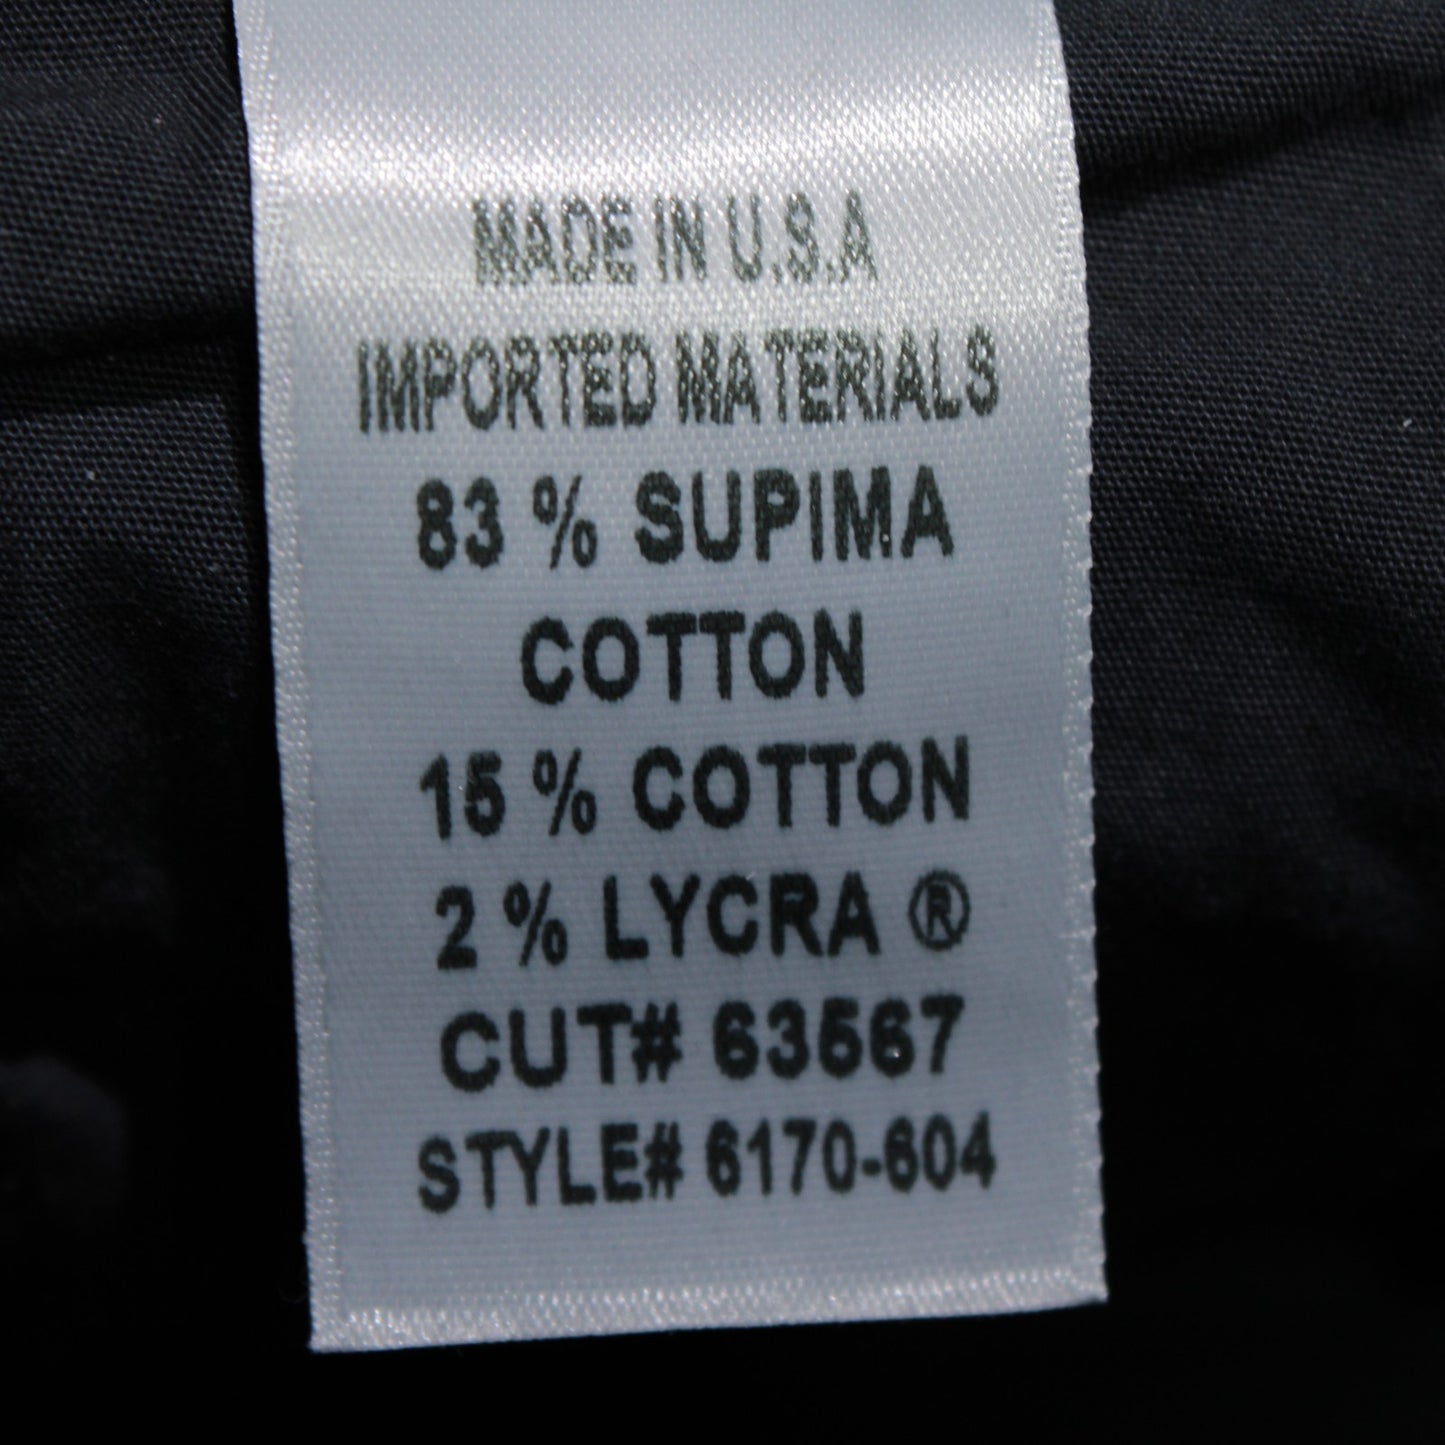 MADE IN U.S.A
IMPORTED MATERIALS
83 % SUPIMA
COTTON
15 % COTTON
2 % LYCRA ®
CUT# 63567
STYLE# 6170-604